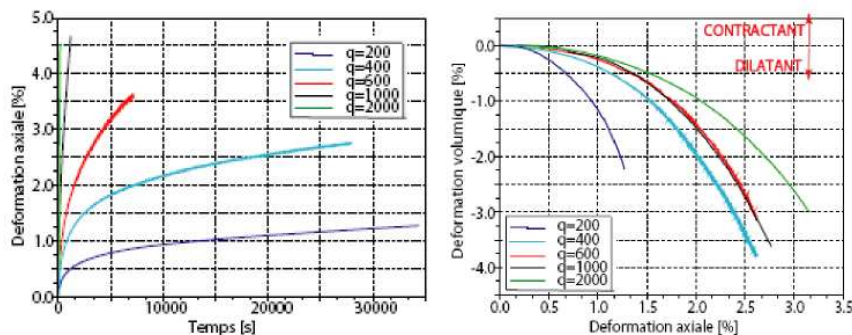 Deformation axiale [%]
5.0
4.0
3.0
2.0
1.0
0.0
q=200
q=400
q=600
q=1000
q=2000
0
10000
20000
30000
Temps [s]
Deformation volumique [%]
0.0
-1.0
-2.0
-3.0
-4.0
CONTRACTANT
DILATANT
q=200
q=400
q=600
q=1000
q=2000
0.0
0.5
1.0
1.5
2.0
2.5
3.0
3.5
Deformation axiale [%]